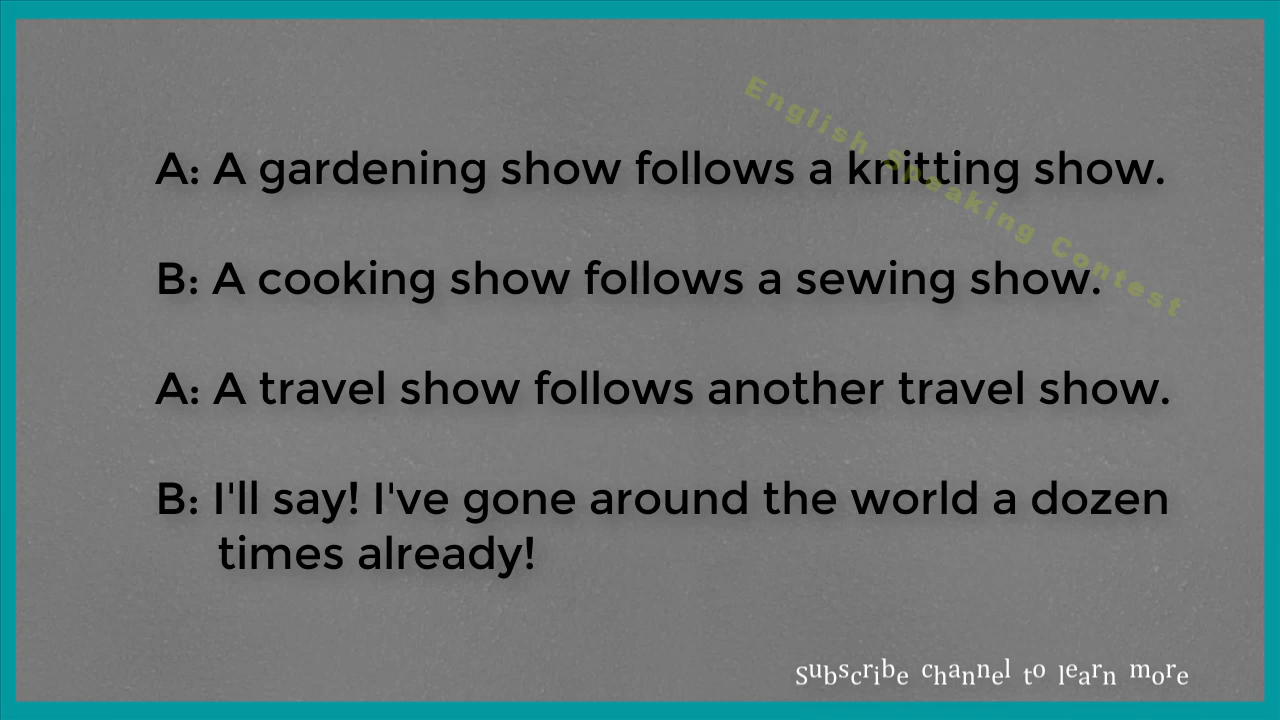 English Speaking Contest
A: A gardening show follows a knitting show.
B: A cooking show follows a sewing show.
A: A travel show follows another travel show.
B: I'll say! I've gone around the world a dozen
times already!
Subscribe channel to learn more